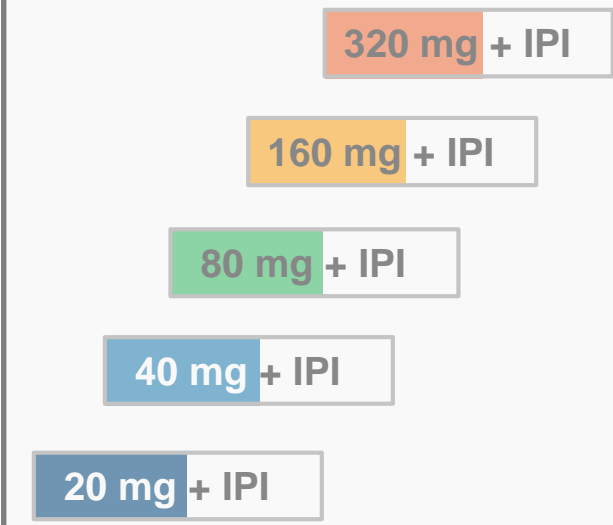 320 mg + IPI
160 mg + IPI
80 mg + IPI
40 mg + IPI
20 mg + IPI